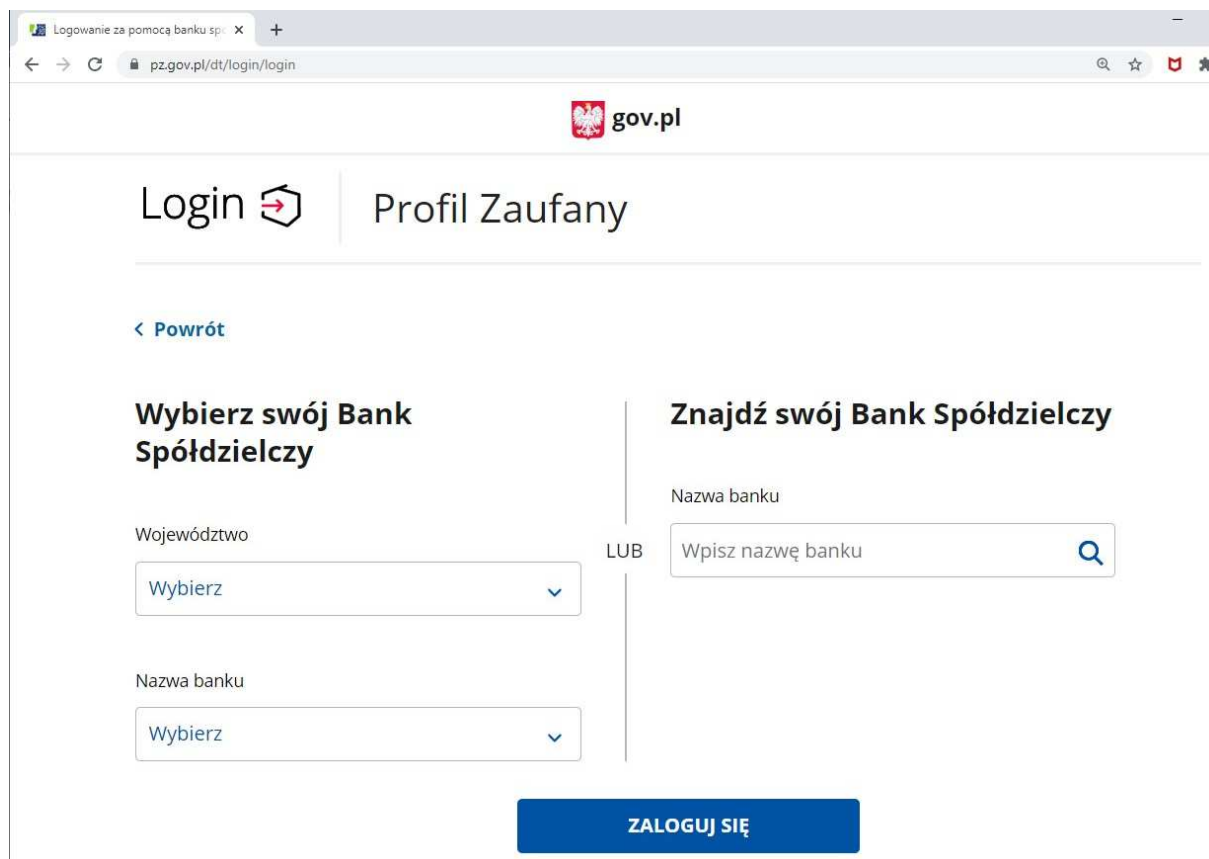 Logowanie za pomocą banku sp
pz.gov.pl/dt/login/login
gov.pl
Login
Profil Zaufany
Powrót
Wybierz swój Bank
Spółdzielczy
Województwo
Wybierz
Nazwa banku
Wybierz
LUB
Znajdź swój Bank Spółdzielczy
Nazwa banku
Wpisz nazwę banku
ZALOGUJ SIĘ